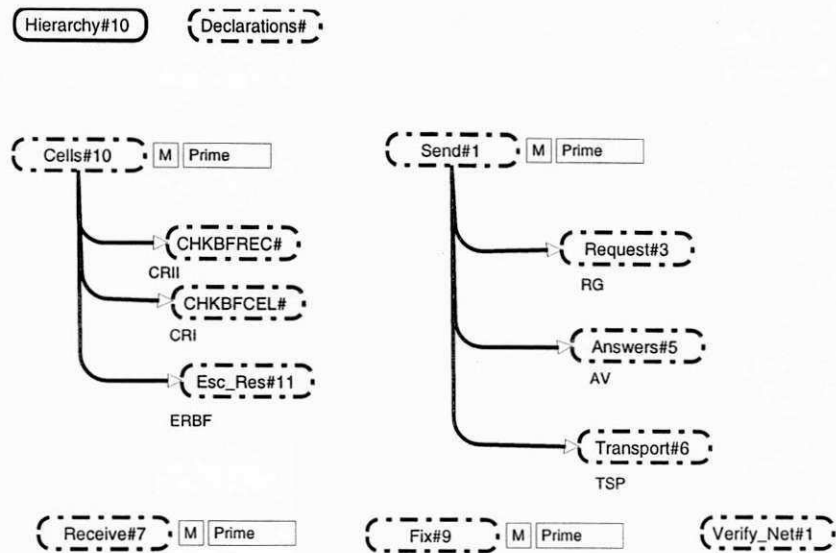 Hierarchy#10 Declarations#
Cells#10 M Prime
Send#1 M Prime
CHKBFREC#
CRII
Request#3
RG
CHKBFCEL#
CRI
Answers#5
AV
Esc_Res#11
ERBF
Transport#6
TSP
Receive#7 M Prime
Fix#9 M Prime
Verify_Net#1